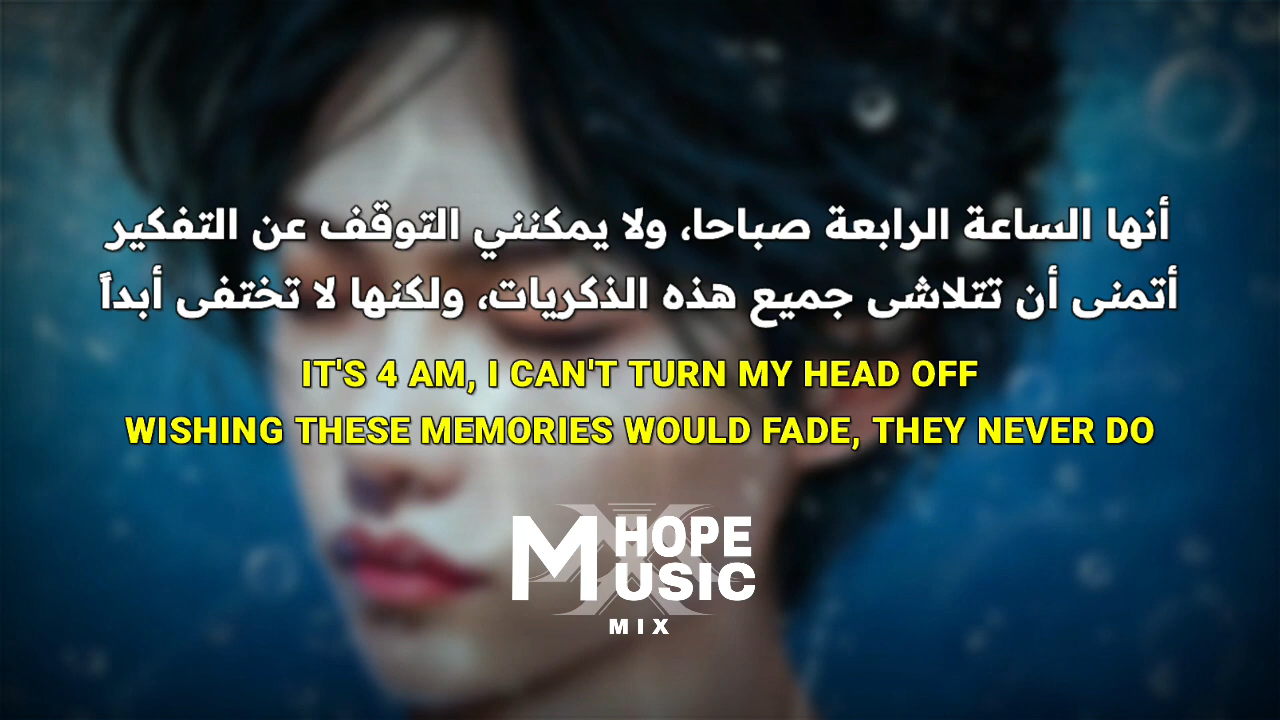 أنها الساعة الرابعة صباحا، ولا يمكنني التوقف عن التفكير
أتمنى أن تتلاشى جميع هذه الذكريات، ولكنها لا تختفى أبداً
IT'S 4 AM, I CAN'T TURN MY HEAD OFF
WISHING THESE MEMORIES WOULD FADE, THEY NEVER DO
M HOPE
USIC
MIX